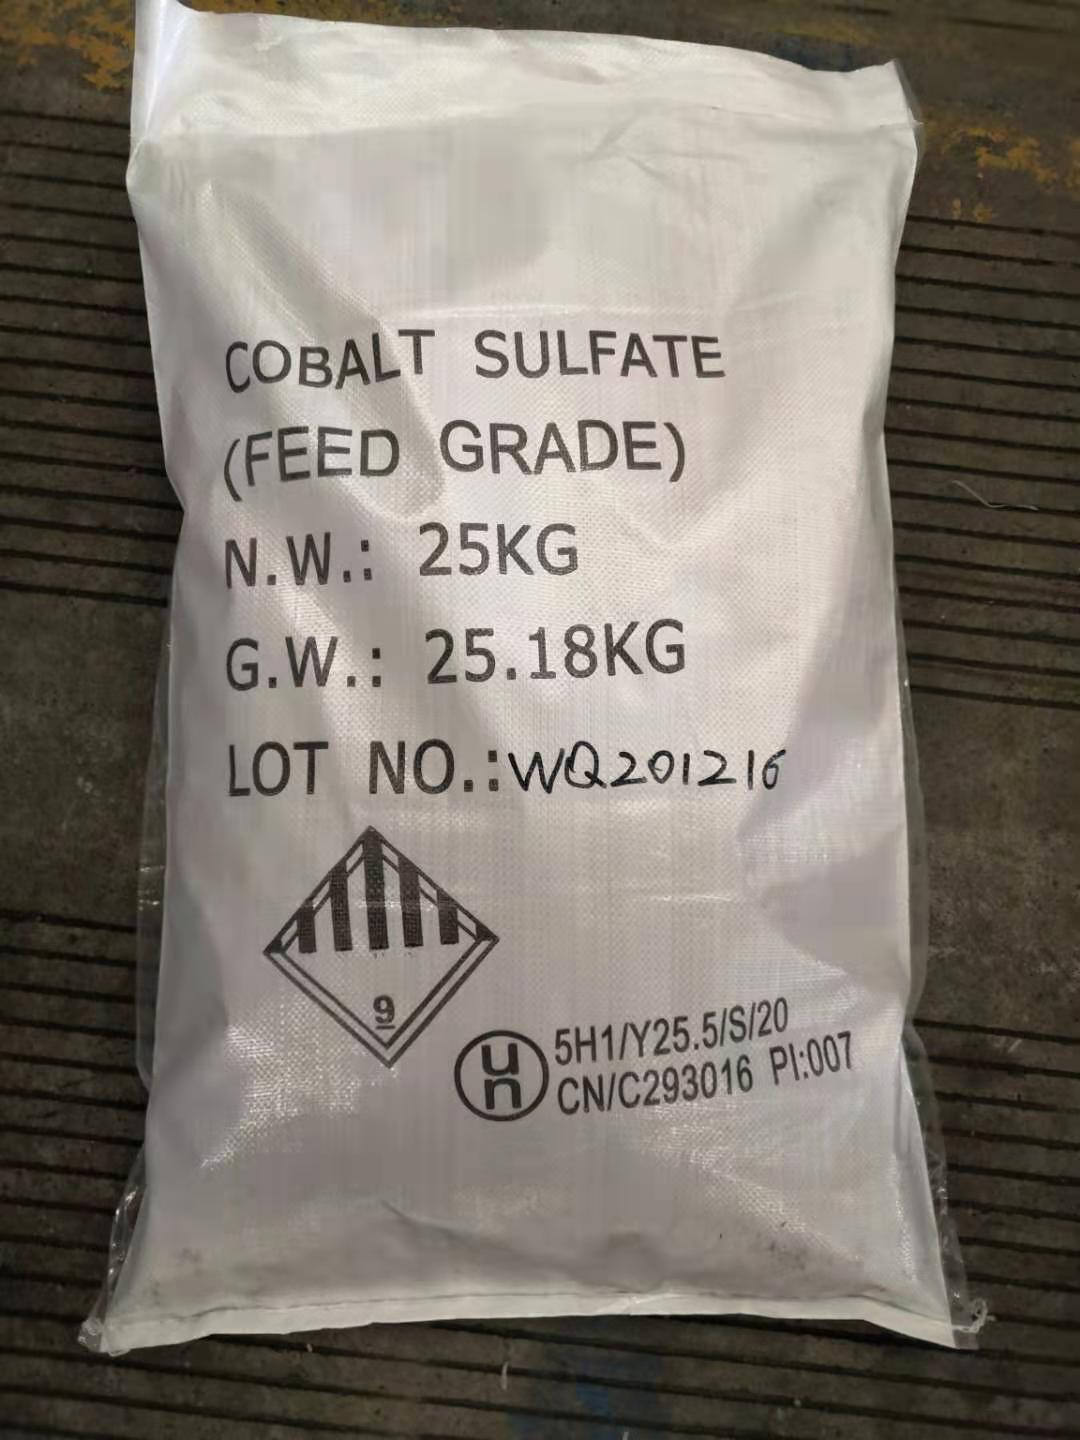 COBALT SULFATE
(FEED GRADE)
N.W.: 25KG
G.W.: 25.18KG
LOT NO.:WQ201216
9
un
5H1/Y25.5/S/20
CN/C293016 PI:007